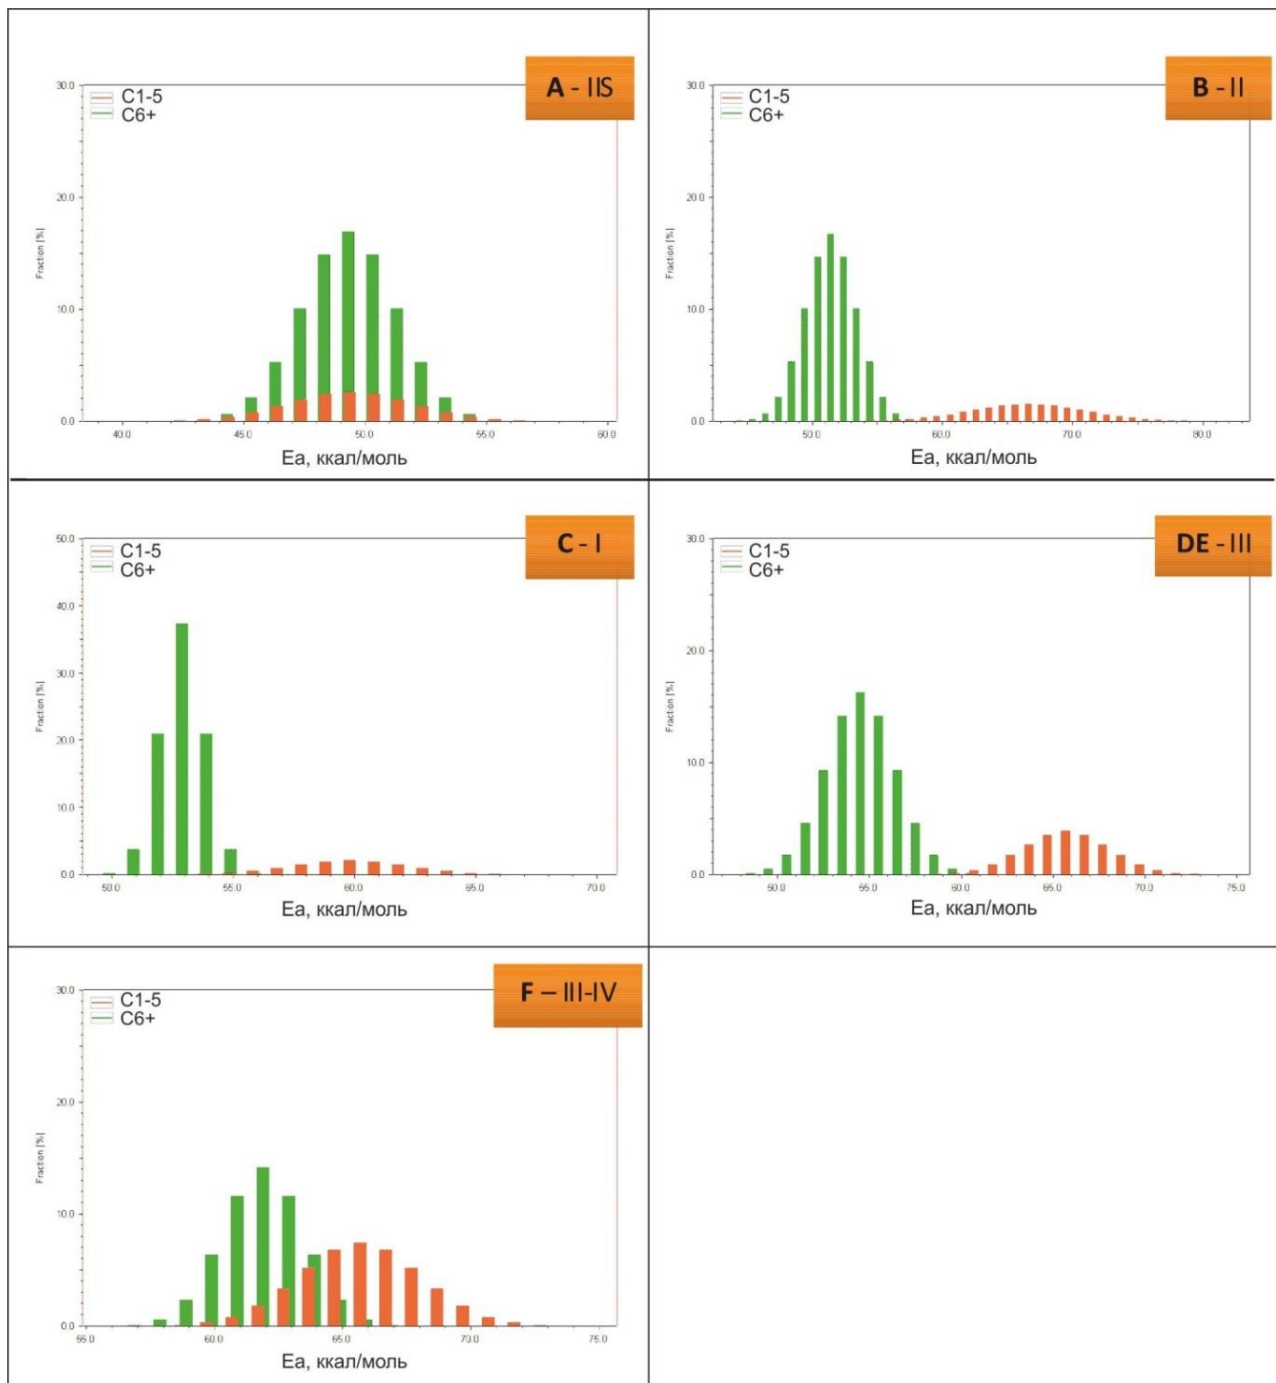 A - IIS
30.0
C1-5
C6+
20.0
Fraction [%]
10.0
0.0
40.0 45.0 50.0 55.0 60.0
Ea, ккал/моль
B - II
30.0
C1-5
C6+
20.0
Fraction [%]
10.0
0.0
50.0 60.0 70.0 80.0
Ea, ккал/моль
C - I
50.0
C1-5
C6+
40.0
30.0
Fraction [%]
20.0
10.0
0.0
50.0 55.0 60.0 65.0 70.0
Ea, ккал/моль
DE - III
30.0
C1-5
C6+
20.0
Fraction [%]
10.0
0.0
50.0 55.0 60.0 65.0 70.0 75.0
Ea, ккал/моль
F – III-IV
30.0
C1-5
C6+
20.0
Fraction [%]
10.0
0.0
55.0 60.0 65.0 70.0 75.0
Ea, ккал/моль